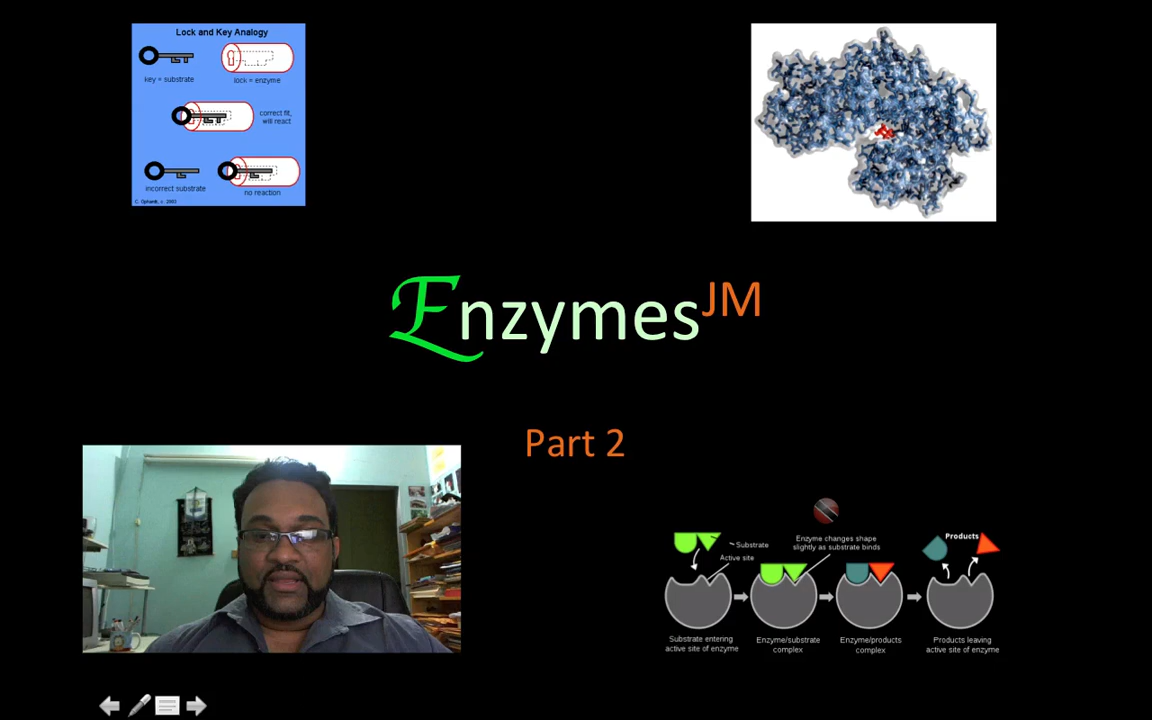 Lock and Key Analogy
key = substrate
lock = enzyme
correct fit,
will react
incorrect substrate
no reaction
EnzymesJM
Part 2
Substrate
Active site
Enzyme changes shape
slightly as substrate binds
Products
Substrate entering
active site of enzyme
Enzyme/substrate
complex
Enzyme/products
complex
Products leaving
active site of enzyme